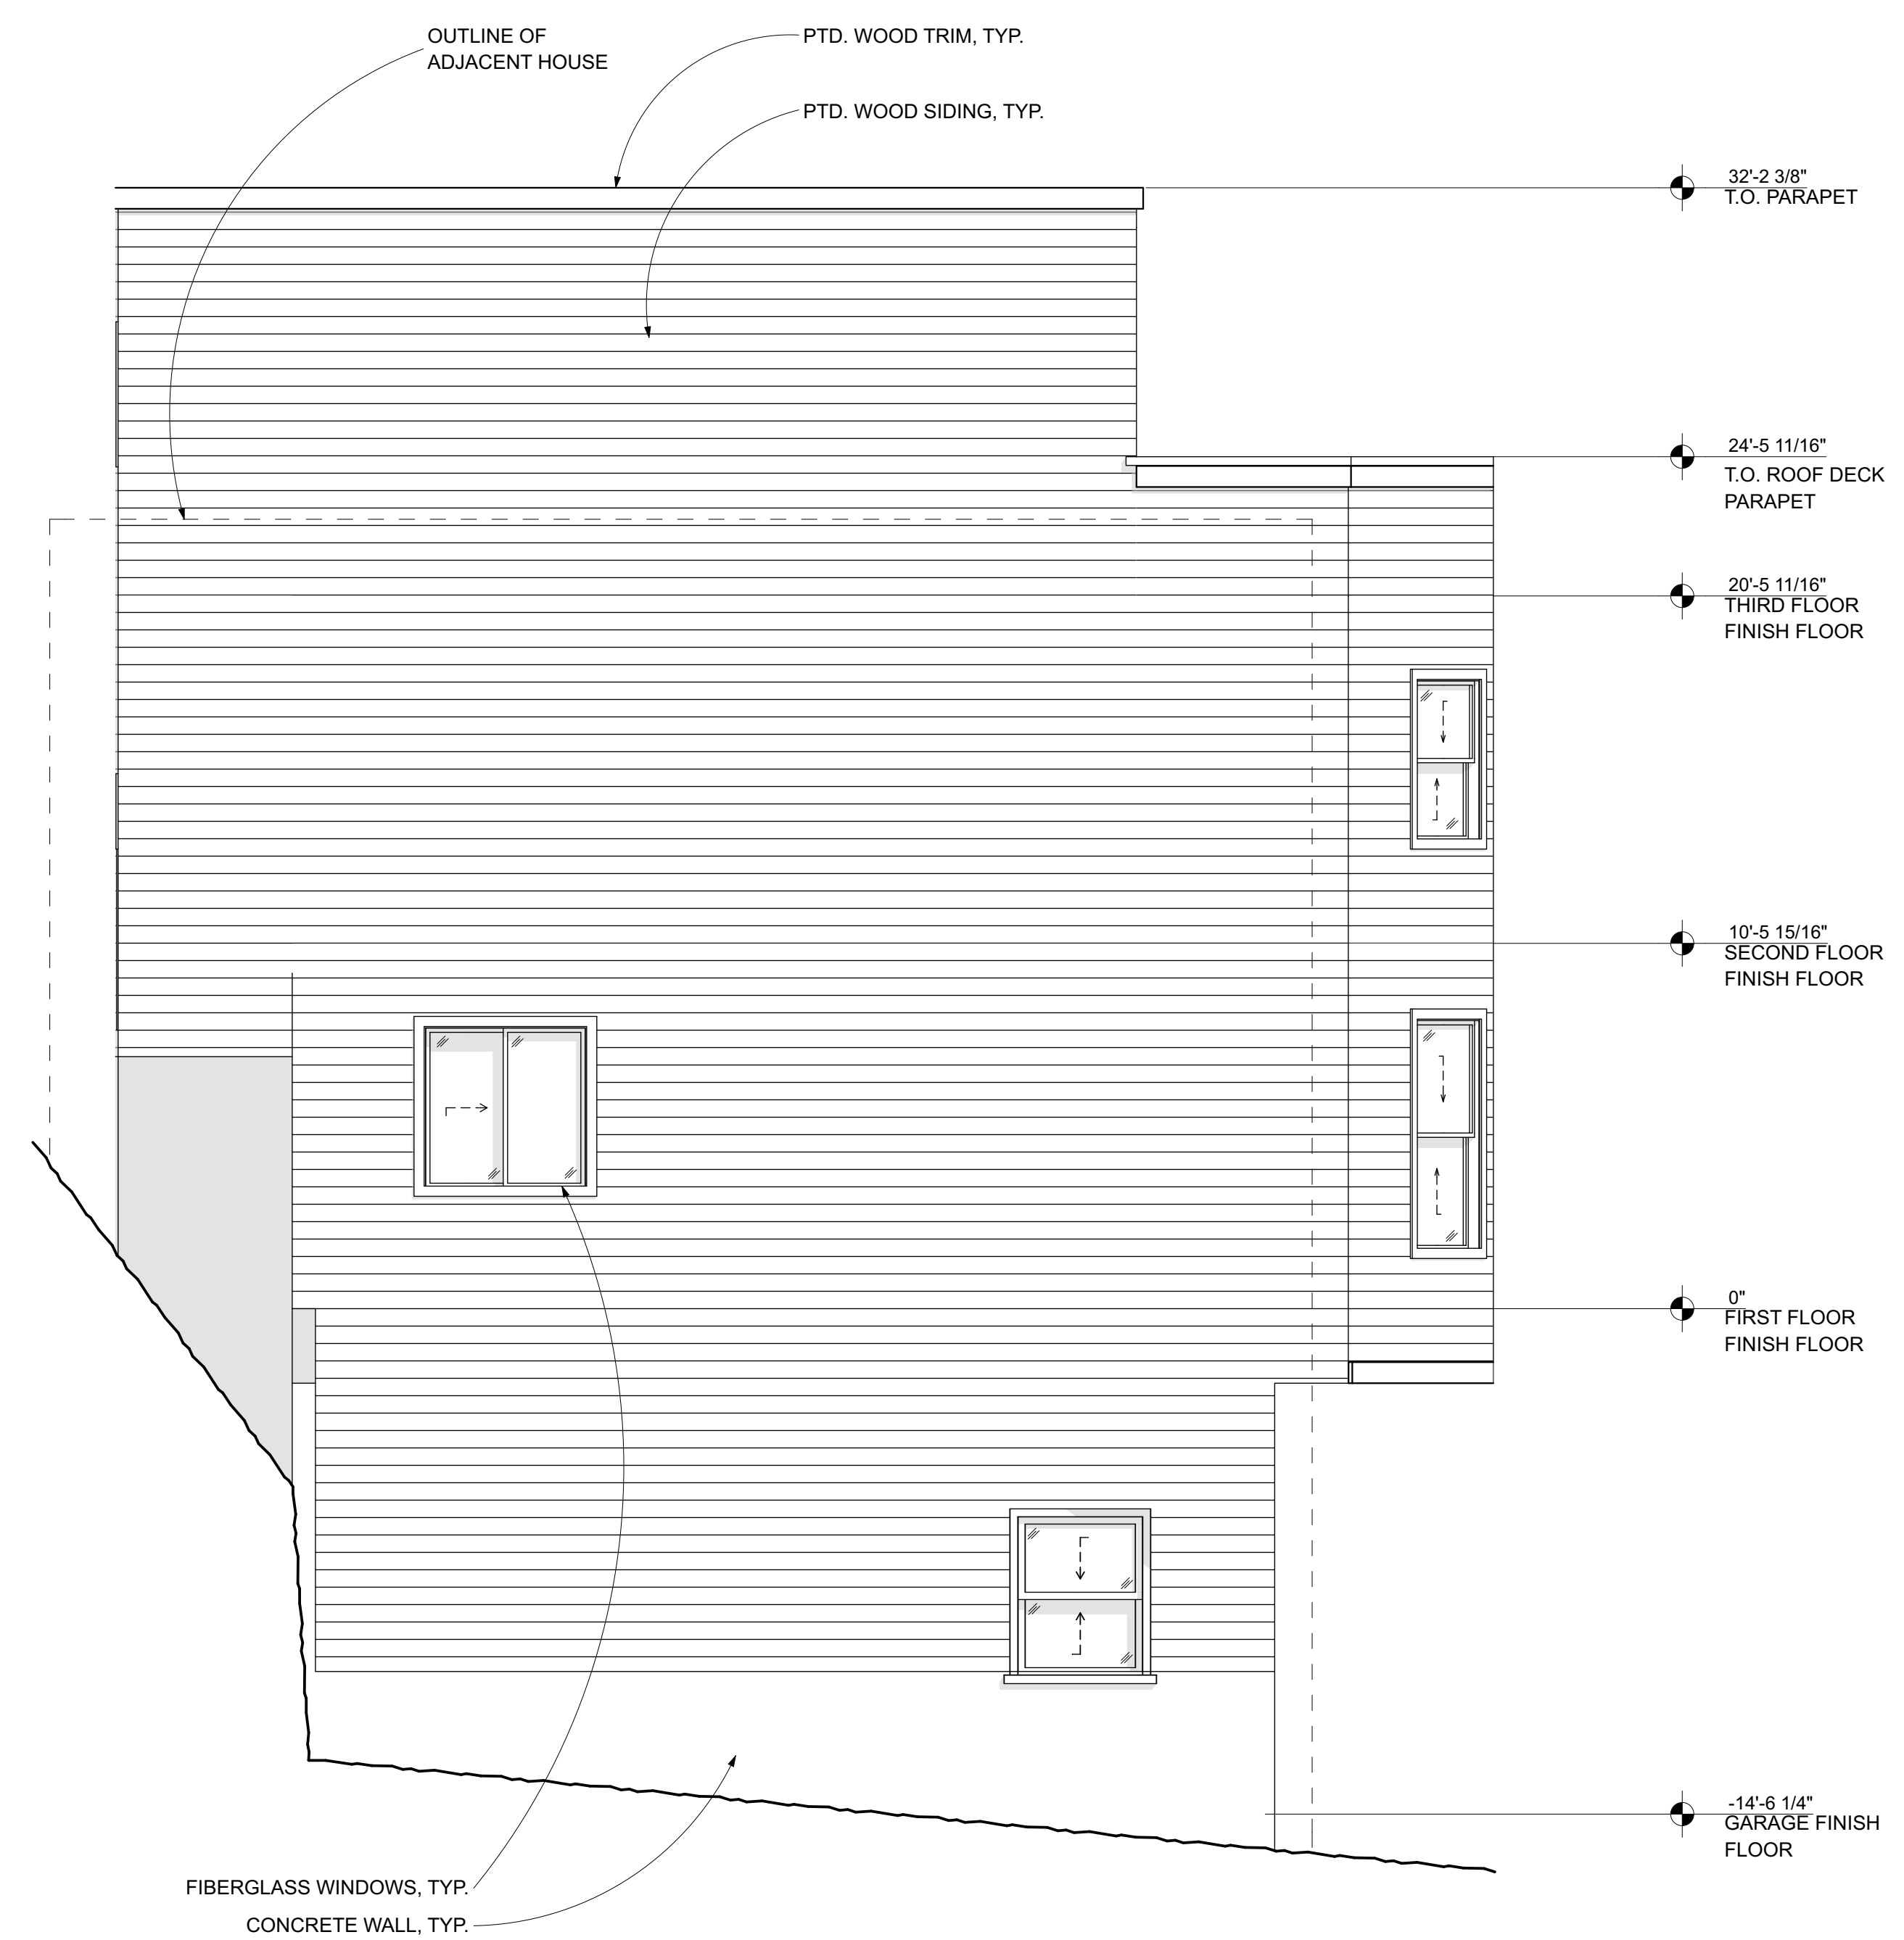 OUTLINE OF
ADJACENT HOUSE
PTD. WOOD TRIM, TYP.
PTD. WOOD SIDING, TYP.
32'-2 3/8"
T.O. PARAPET
24'-5 11/16"
T.O. ROOF DECK
PARAPET
20'-5 11/16"
THIRD FLOOR
FINISH FLOOR
10'-5 15/16"
SECOND FLOOR
FINISH FLOOR
0"
FIRST FLOOR
FINISH FLOOR
-14'-6 1/4"
GARAGE FINISH
FLOOR
FIBERGLASS WINDOWS, TYP.
CONCRETE WALL, TYP.